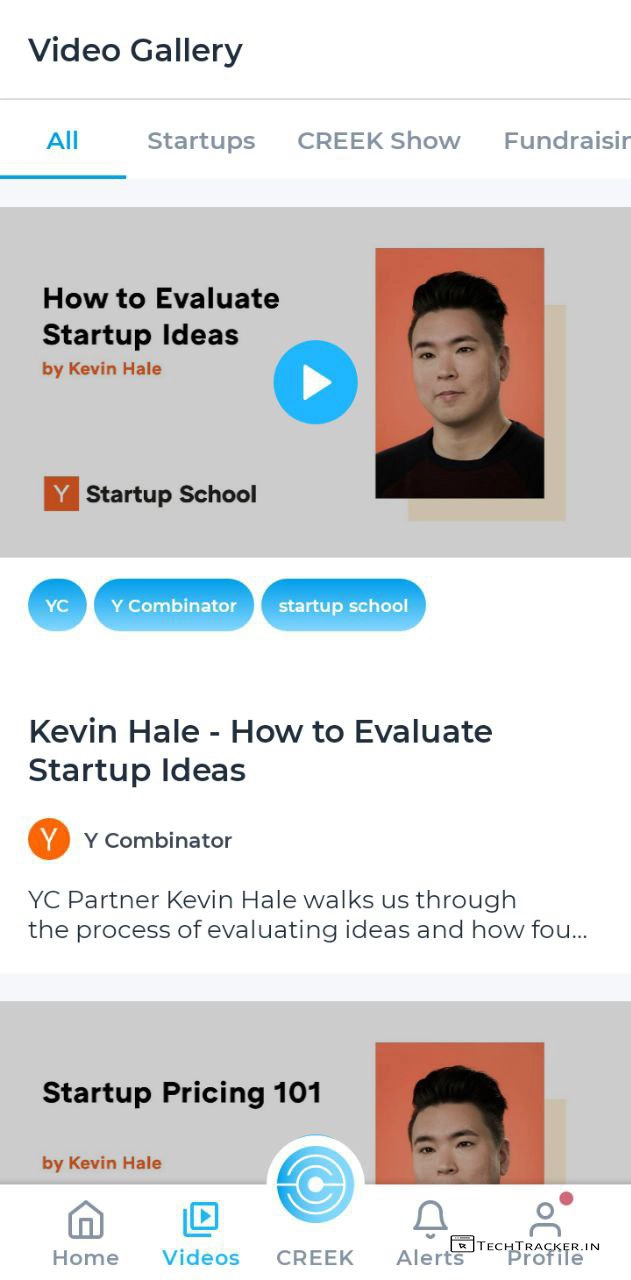 Video Gallery
All Startups CREEK Show Fundraisin
How to Evaluate
Startup Ideas
by Kevin Hale
Y Startup School
YC Y Combinator startup school
Kevin Hale - How to Evaluate
Startup Ideas
Y Y Combinator
YC Partner Kevin Hale walks us through
the process of evaluating ideas and how fou...
Startup Pricing 101
by Kevin Hale
Home Videos CREEK Alerts Profile
TECHTRACKER.IN